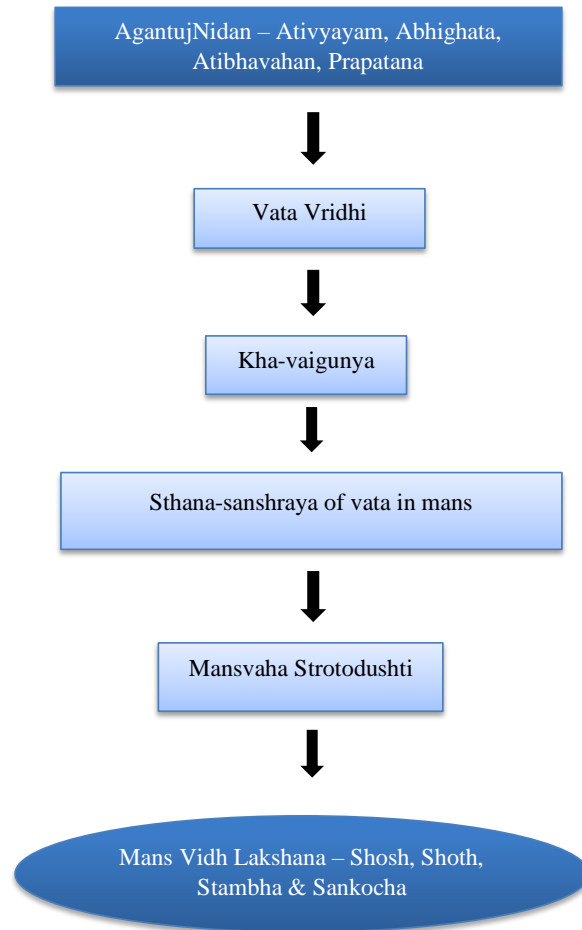 AgantujNidan – Ativyayam, Abhighata,
Atibhavahan, Prapatana
Vata Vridhi
Kha-vaigunya
Sthana-sanshraya of vata in mans
Mansvaha Strotodushti
Mans Vidh Lakshana – Shosh, Shoth,
Stambha & Sankocha